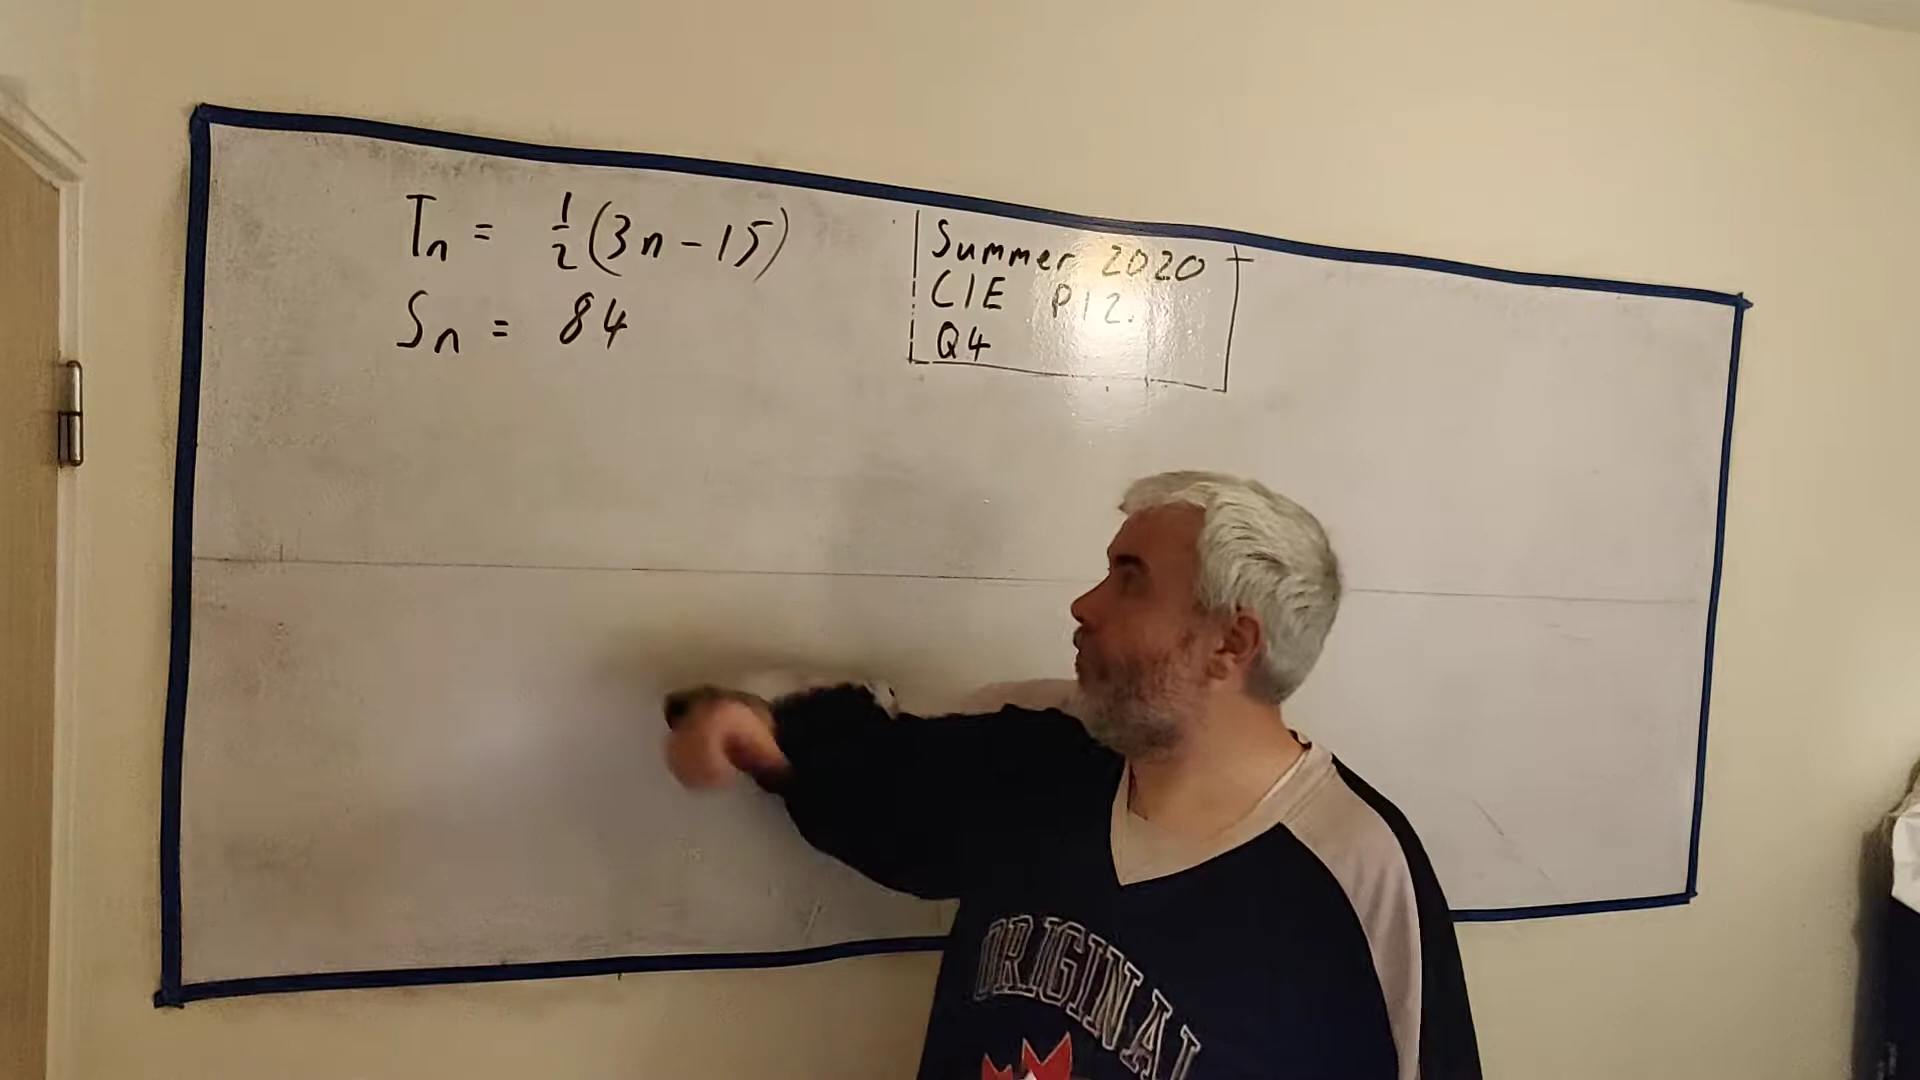 Tn = 1/2 (3n - 15)
Sn = 84
Summer 2020
CIE P12.
Q4
ORIGINAL